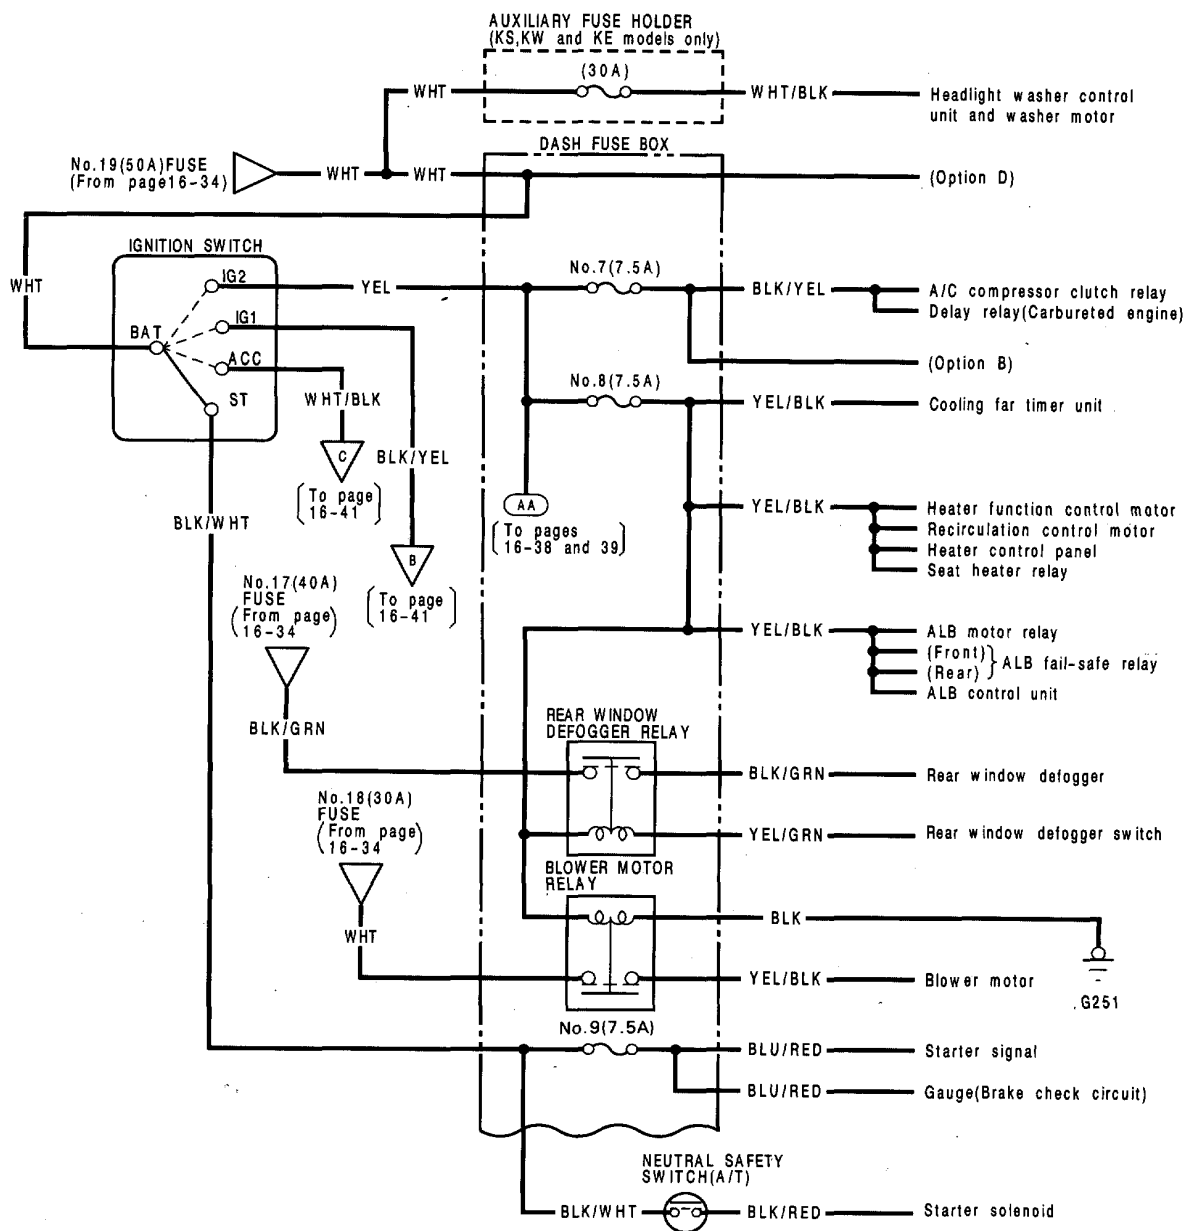 AUXILIARY FUSE HOLDER
(KS,KW and KE models only)
(30A)
WHT
WHT/BLK
Headlight washer control
unit and washer motor
DASH FUSE BOX
No.19(50A)FUSE
(From page16-34)
WHT
WHT
(Option D)
IGNITION SWITCH
WHT
IG2
YEL
No.7(7.5A)
BLK/YEL
A/C compressor clutch relay
Delay relay(Carbureted engine)
IG1
BAT
ACC
(Option B)
No.8(7.5A)
ST
WHT/BLK
YEL/BLK
Cooling far timer unit
C
BLK/YEL
(To page
16-41)
BLK/WHT
AA
(To pages
16-38 and 39)
YEL/BLK
Heater function control motor
Recirculation control motor
Heater control panel
Seat heater relay
B
(To page
16-41)
No.17(40A)
FUSE
(From page)
16-34
YEL/BLK
ALB motor relay
(Front)
(Rear)
ALB fail-safe relay
ALB control unit
BLK/GRN
REAR WINDOW
DEFOGGER RELAY
BLK/GRN
Rear window defogger
No.18(30A)
FUSE
(From page)
16-34
YEL/GRN
Rear window defogger switch
BLOWER MOTOR
RELAY
WHT
BLK
YEL/BLK
Blower motor
G251
No.9(7.5A)
BLU/RED
Starter signal
BLU/RED
Gauge(Brake check circuit)
NEUTRAL SAFETY
SWITCH(A/T)
BLK/WHT
BLK/RED
Starter solenoid